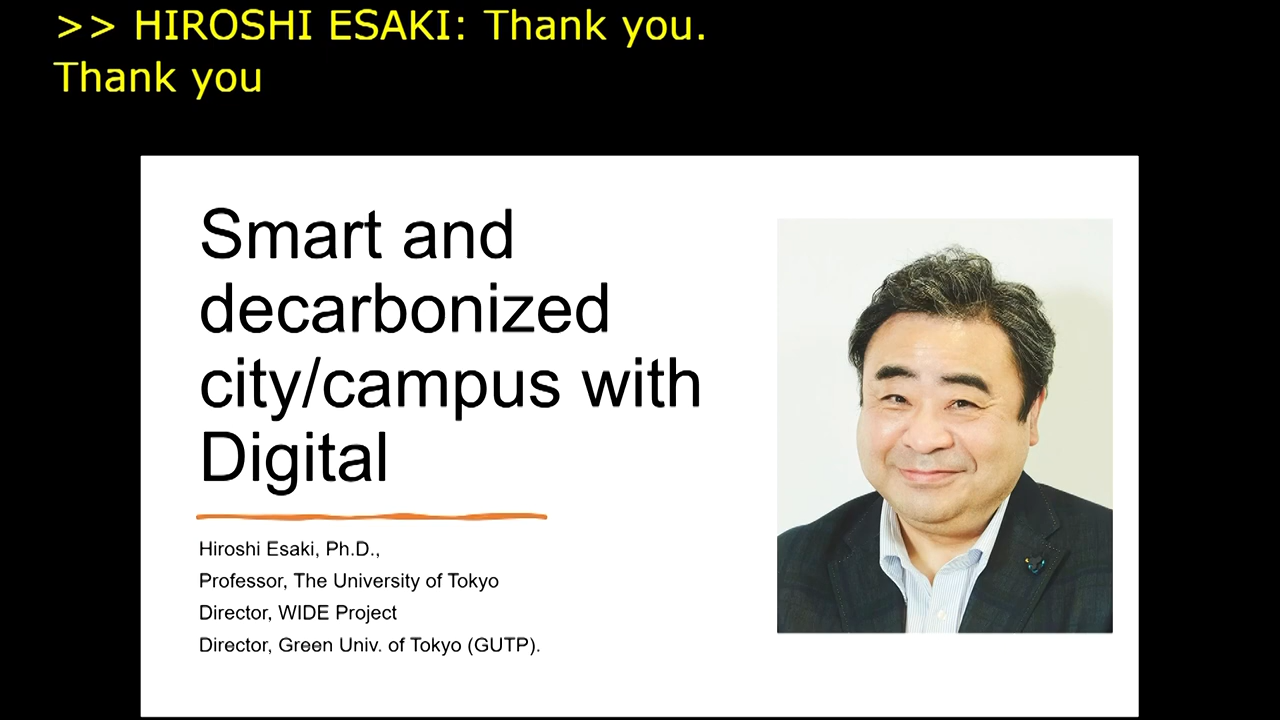 >> HIROSHI ESAKI: Thank you.
Thank you
Smart and
decarbonized
city/campus with
Digital
Hiroshi Esaki, Ph.D.,
Professor, The University of Tokyo
Director, WIDE Project
Director, Green Univ. of Tokyo (GUTP).